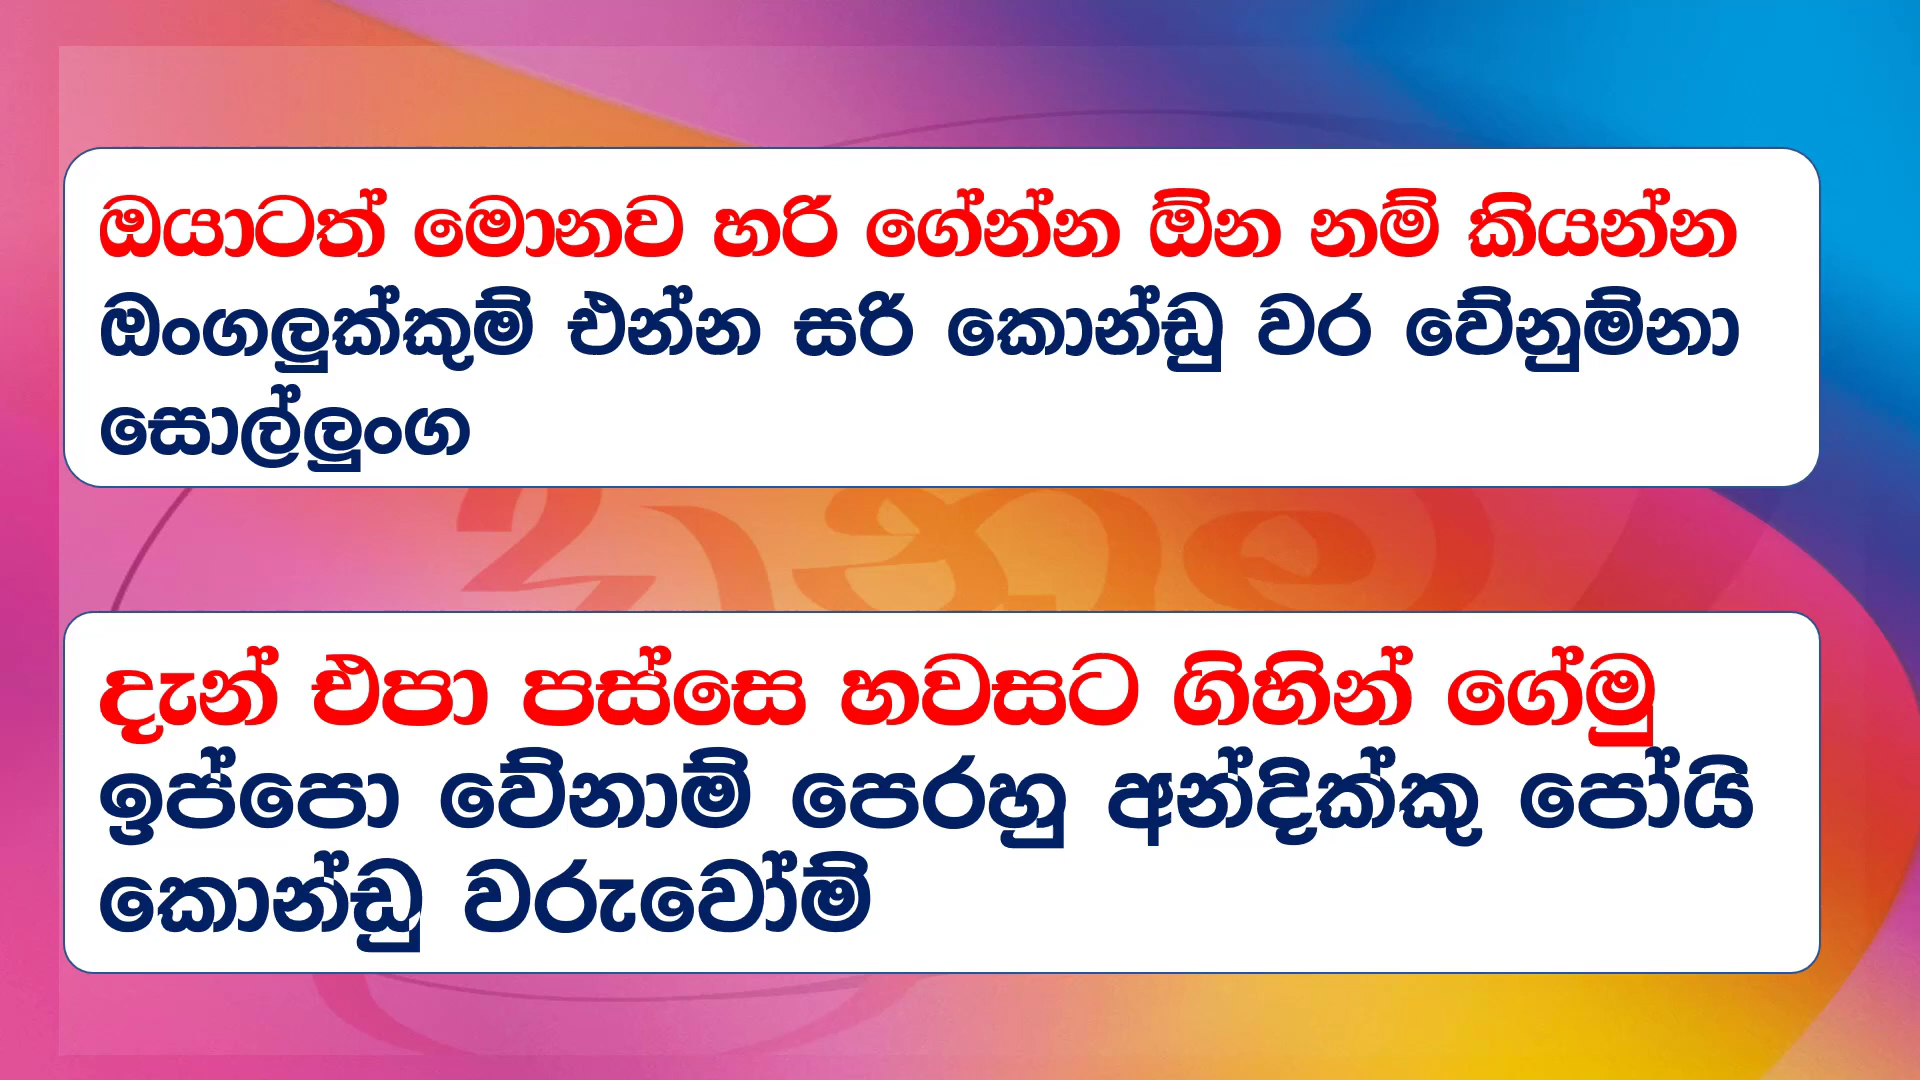 ඔයාටත් මොනව හරි ගේන්න ඕන නම් කියන්න
ඔංගලුක්කුම් එන්න සරි කොන්ඩු වර වේනුම්නා
සොල්ලුංග
දැන් එපා පස්සෙ හවසට ගිහින් ගේමු
ඉප්පො වේනාම් පෙරහු අන්දික්කු පෝයි
කොන්ඩු වරුවෝම්